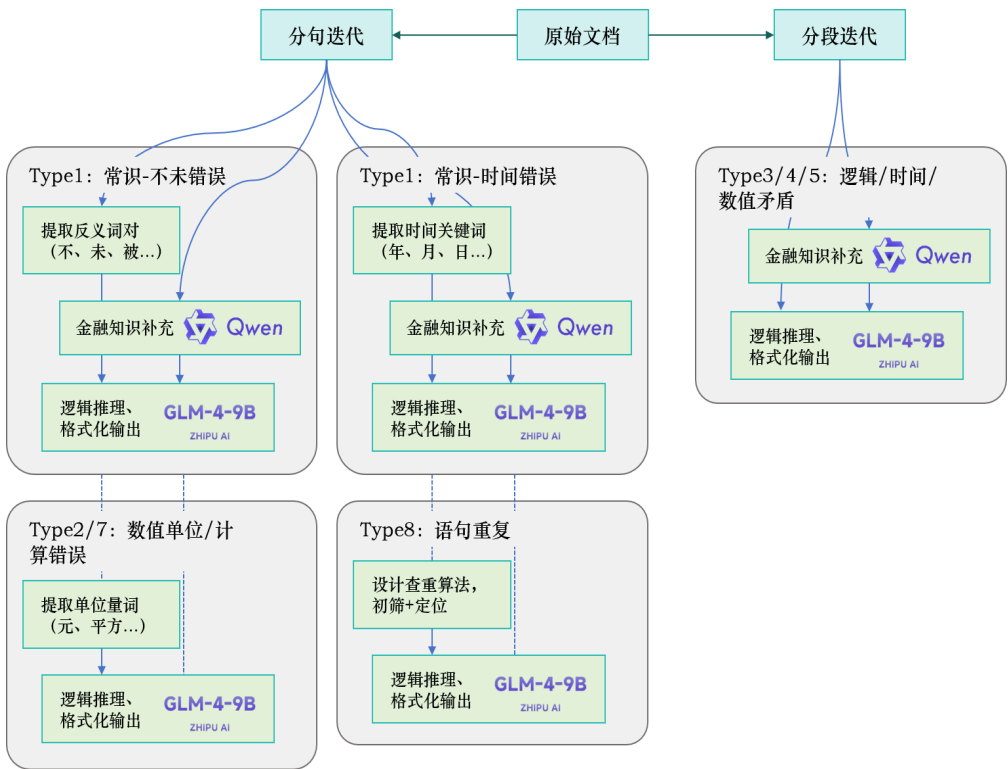 分句迭代
原始文档
分段迭代
Type1: 常识-不未错误
提取反义词对
（不、未、被...）
金融知识补充
Qwen
逻辑推理、
格式化输出
GLM-4-9B
ZHIPU AI
Type1: 常识-时间错误
提取时间关键词
（年、月、日...）
金融知识补充
Qwen
逻辑推理、
格式化输出
GLM-4-9B
ZHIPU AI
Type3/4/5: 逻辑/时间/
数值矛盾
金融知识补充
Qwen
逻辑推理、
格式化输出
GLM-4-9B
ZHIPU AI
Type2/7: 数值单位/计
算错误
提取单位量词
（元、平方...）
逻辑推理、
格式化输出
GLM-4-9B
ZHIPU AI
Type8: 语句重复
设计查重算法，
初筛+定位
逻辑推理、
格式化输出
GLM-4-9B
ZHIPU AI